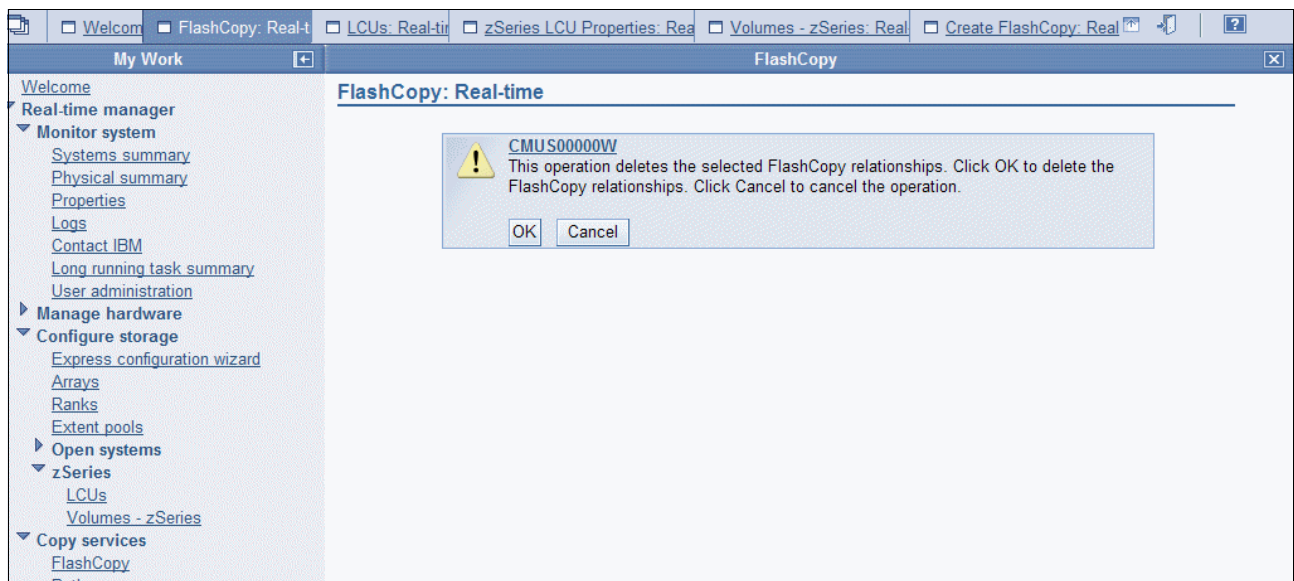 Welcom
FlashCopy: Real-t
LCUs: Real-tir
zSeries LCU Properties: Rea
Volumes - zSeries: Real
Create FlashCopy: Real
?
My Work
FlashCopy
Welcome
Real-time manager
Monitor system
Systems summary
Physical summary
Properties
Logs
Contact IBM
Long running task summary
User administration
Manage hardware
Configure storage
Express configuration wizard
Arrays
Ranks
Extent pools
Open systems
zSeries
LCUs
Volumes - zSeries
Copy services
FlashCopy
FlashCopy: Real-time
CMUS00000W
This operation deletes the selected FlashCopy relationships. Click OK to delete the
FlashCopy relationships. Click Cancel to cancel the operation.
OK
Cancel